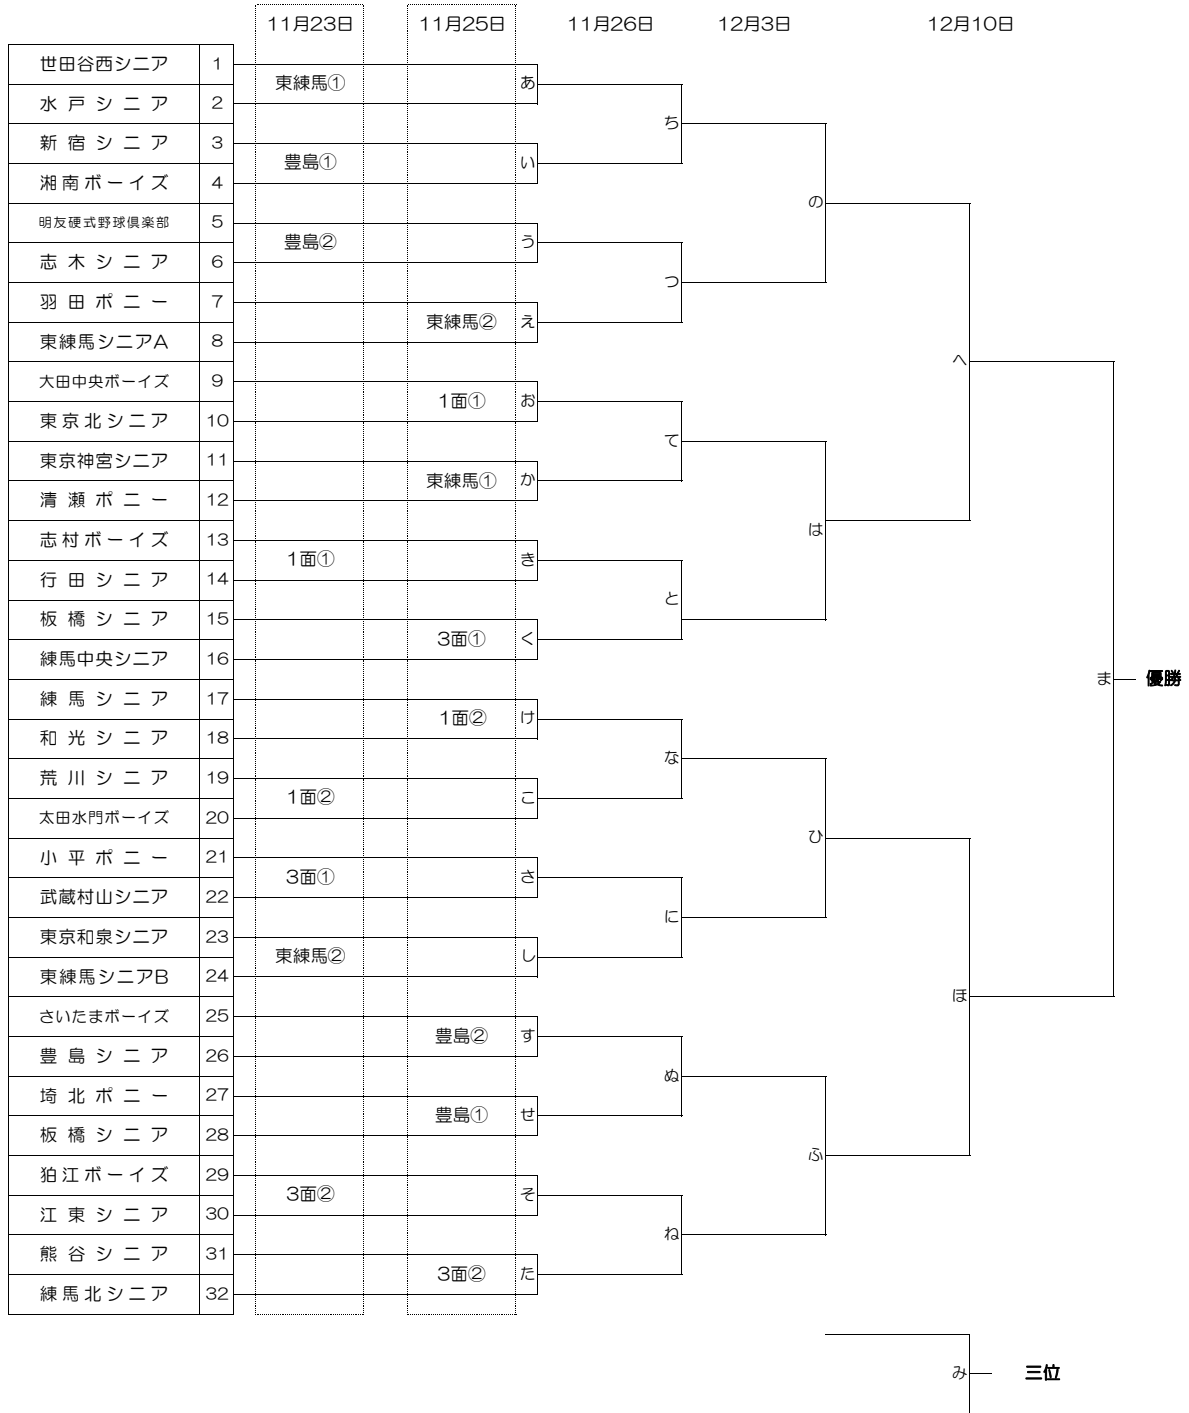 11月23日 11月25日 11月26日 12月3日 12月10日
世田谷西シニア 1
東練馬① あ
水戸シニア 2
ち
新宿シニア 3
豊島① い
湘南ボーイズ 4
の
明友硬式野球倶楽部 5
豊島② う
志木シニア 6
つ
羽田ポニー 7
東練馬② え
東練馬シニアA 8
へ
大田中央ボーイズ 9
1面① お
東京北シニア 10
て
東京神宮シニア 11
東練馬① か
清瀬ポニー 12
は
志村ボーイズ 13
1面① き
行田シニア 14
と
板橋シニア 15
3面① く
練馬中央シニア 16
ま 優勝
練馬シニア 17
1面② け
和光シニア 18
な
荒川シニア 19
1面② こ
太田水門ボーイズ 20
ひ
小平ポニー 21
3面① さ
武蔵村山シニア 22
に
東京和泉シニア 23
東練馬② し
東練馬シニアB 24
ほ
さいたまボーイズ 25
豊島② す
豊島シニア 26
ぬ
埼北ポニー 27
豊島① せ
板橋シニア 28
ふ
狛江ボーイズ 29
3面② そ
江東シニア 30
ね
熊谷シニア 31
3面② た
練馬北シニア 32
み 三位